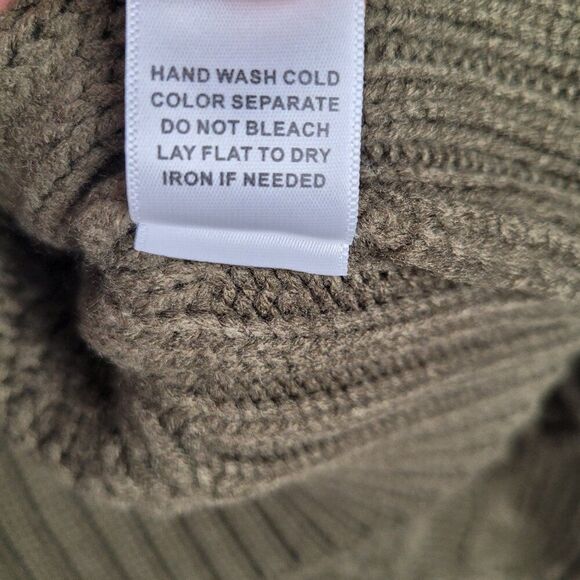 HAND WASH COLD
COLOR SEPARATE
DO NOT BLEACH
LAY FLAT TO DRY
IRON IF NEEDED